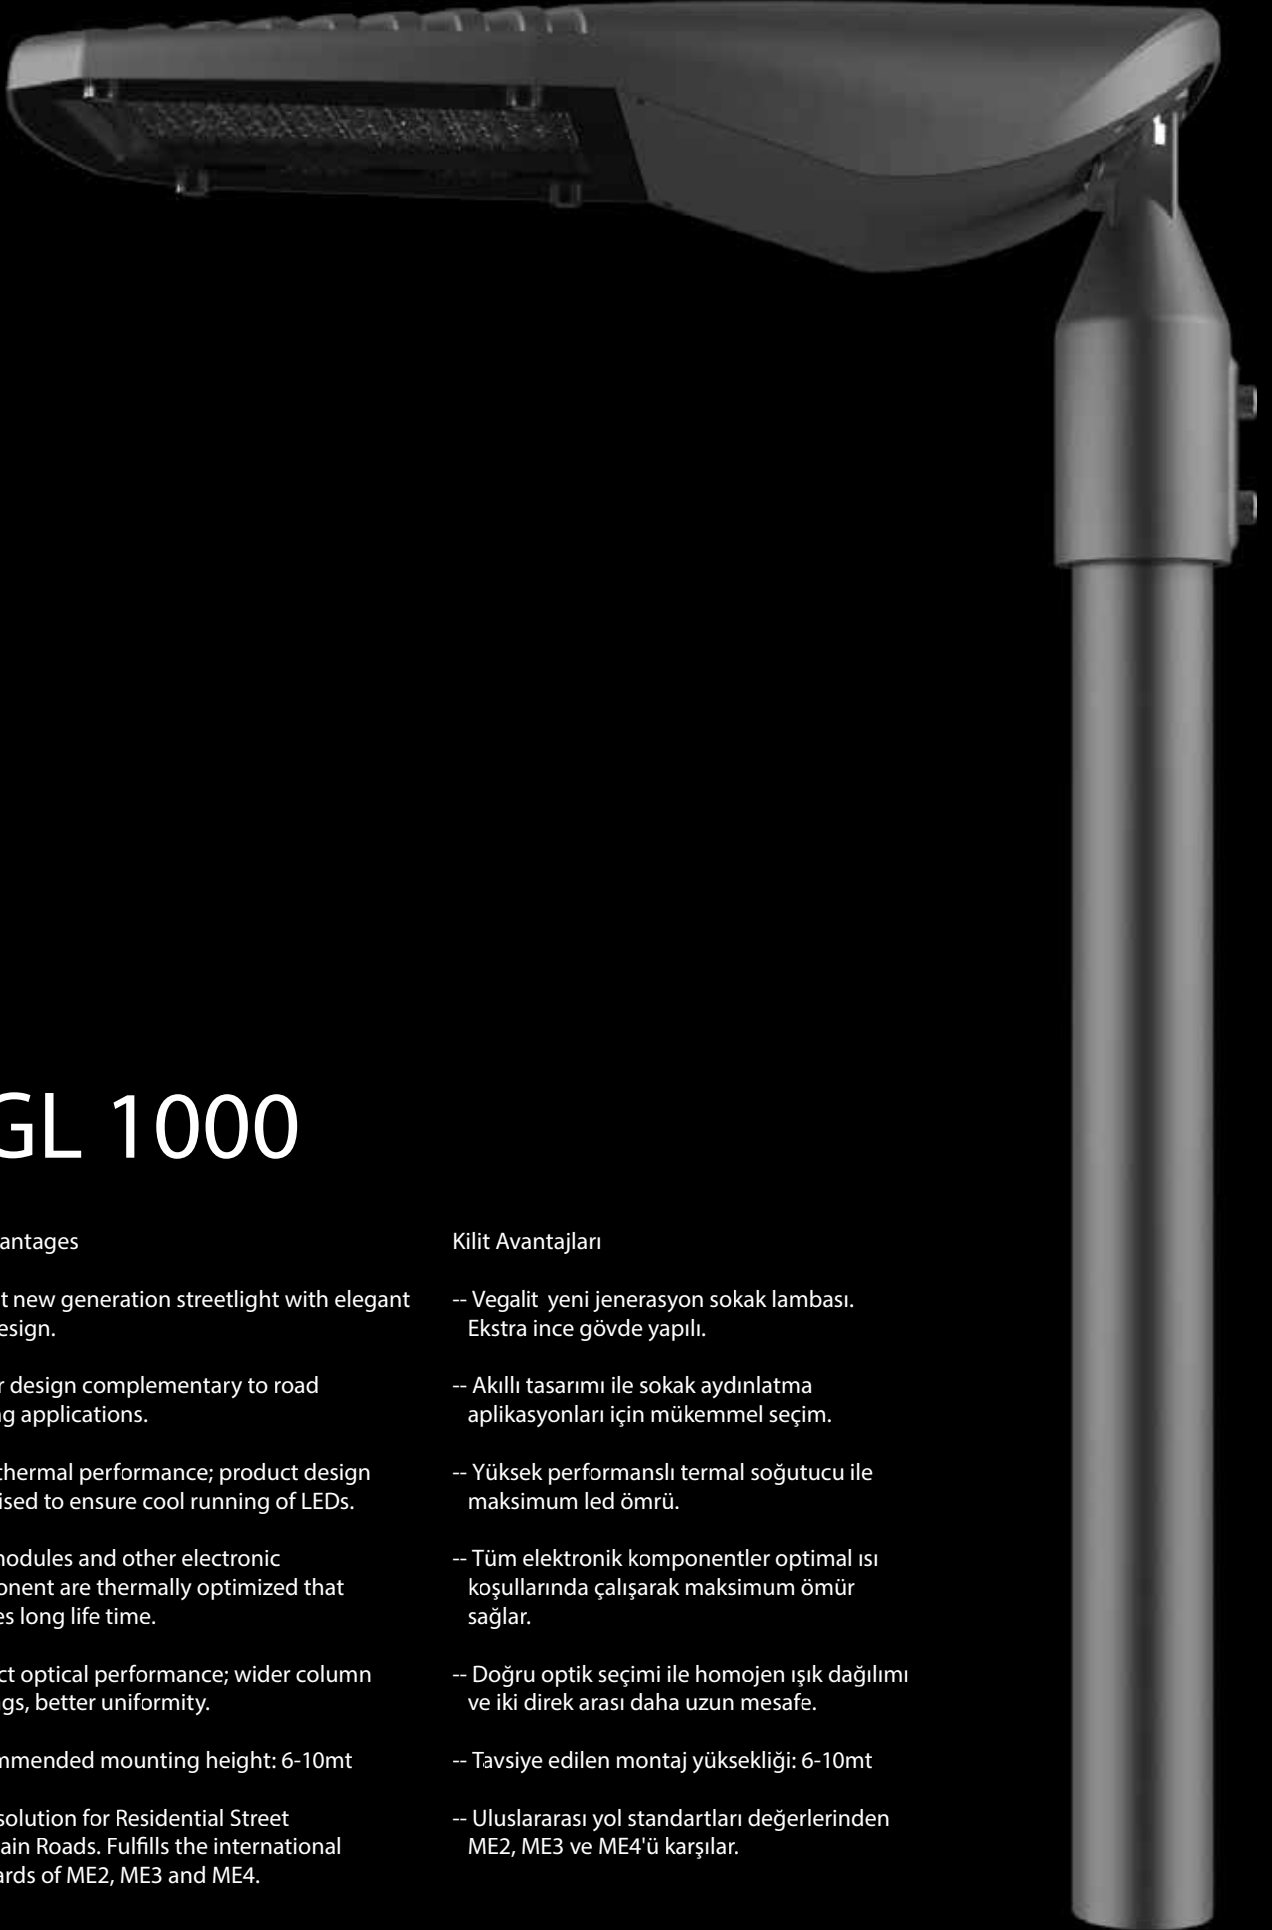 GL 1000
antages
t new generation streetlight with elegant
esign.
r design complementary to road
g applications.
thermal performance; product design
ised to ensure cool running of LEDs.
nodules and other electronic
onent are thermally optimized that
es long life time.
ct optical performance; wider column
gs, better uniformity.
mmended mounting height: 6-10mt
solution for Residential Street
ain Roads. Fulfills the international
ards of ME2, ME3 and ME4.
Kilit Avantajları
-- Vegalit yeni jenerasyon sokak lambası.
Ekstra ince gövde yapılı.
-- Akıllı tasarımı ile sokak aydınlatma
aplikasyonları için mükemmel seçim.
-- Yüksek performanslı termal soğutucu ile
maksimum led ömrü.
-- Tüm elektronik komponentler optimal ısı
koşullarında çalışarak maksimum ömür
sağlar.
-- Doğru optik seçimi ile homojen ışık dağılımı
ve iki direk arası daha uzun mesafe.
-- Tavsiye edilen montaj yüksekliği: 6-10mt
-- Uluslararası yol standartları değerlerinden
ME2, ME3 ve ME4'ü karşılar.